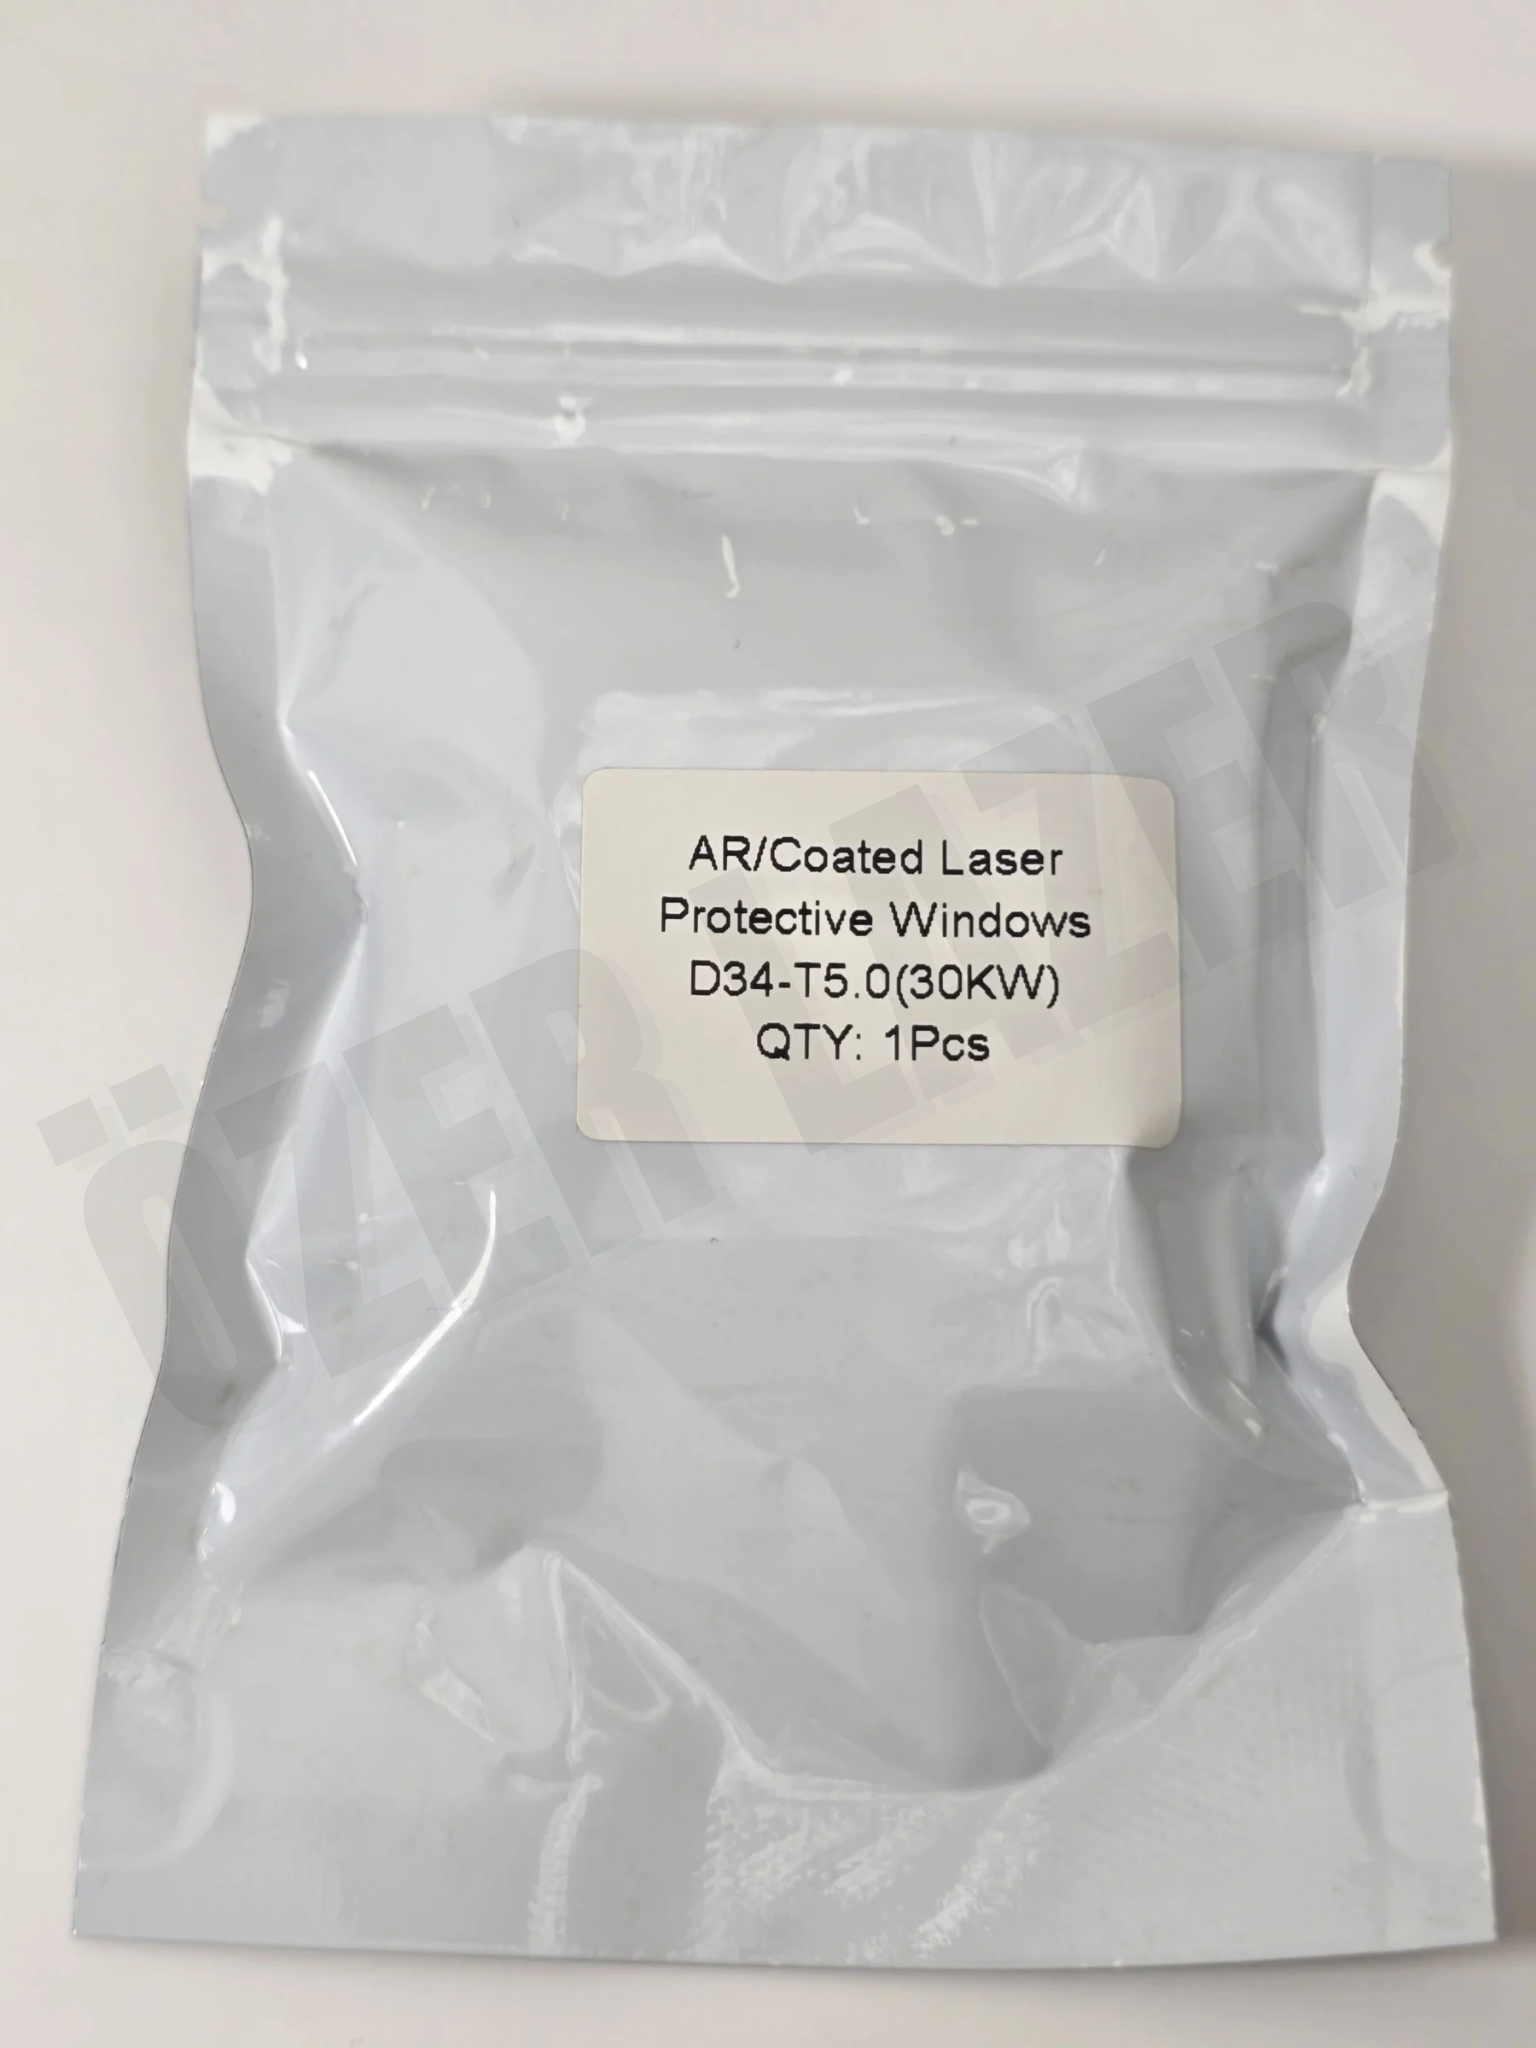 AR/Coated Laser
Protective Windows
D34-T5.0(30KW)
QTY: 1Pcs
ÖZER LAZER